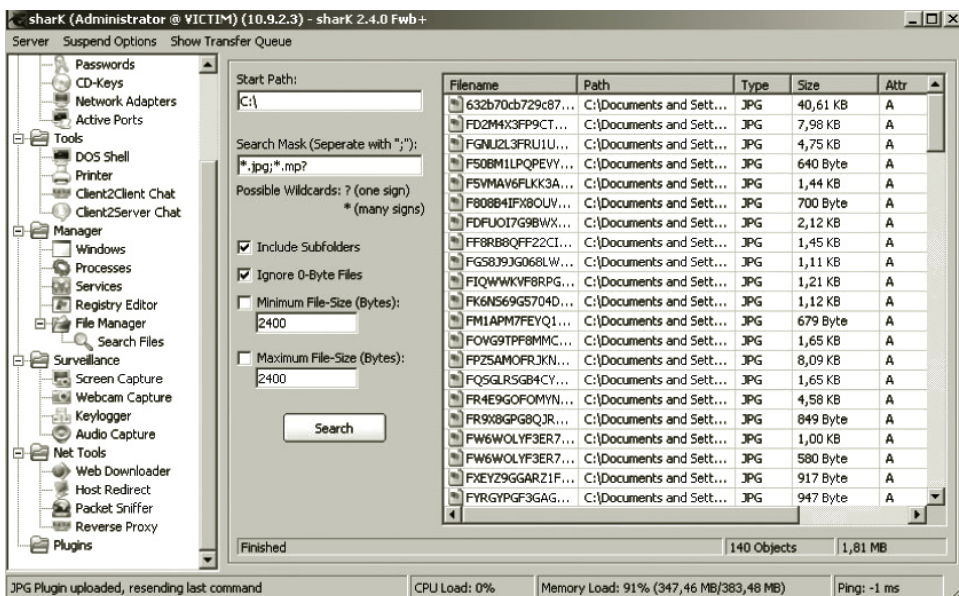 sharK (Administrator @ VICTIM) (10.9.2.3) - sharK 2.4.0 Fwb+
Server Suspend Options Show Transfer Queue
Passwords
CD-Keys
Network Adapters
Active Ports
Tools
DOS Shell
Printer
Client2Client Chat
Client2Server Chat
Manager
Windows
Processes
Services
Registry Editor
File Manager
Search Files
Surveillance
Screen Capture
Webcam Capture
Keylogger
Audio Capture
Net Tools
Web Downloader
Host Redirect
Packet Sniffer
Reverse Proxy
Plugins
Start Path:
C:\
Search Mask (Seperate with ";"):
*.jpg;*.mp?
Possible Wildcards: ? (one sign)
* (many signs)
Include Subfolders
Ignore 0-Byte Files
Minimum File-Size (Bytes):
2400
Maximum File-Size (Bytes):
2400
Search
Filename Path Type Size Attr
632b70cb729c87... C:\Documents and Sett... JPG 40,61 KB A
FD2M4X3FP9CT... C:\Documents and Sett... JPG 7,98 KB A
FGNU2L3FRU1U... C:\Documents and Sett... JPG 4,75 KB A
F50BM1LPQPEVY... C:\Documents and Sett... JPG 640 Byte A
F5VMAV6FLKK3A... C:\Documents and Sett... JPG 1,44 KB A
F808B4IFX8OUV... C:\Documents and Sett... JPG 700 Byte A
FDFUOI7G9BWX... C:\Documents and Sett... JPG 2,12 KB A
FF8RB8QFF22CI... C:\Documents and Sett... JPG 1,45 KB A
FGS8J9JG068LW... C:\Documents and Sett... JPG 1,11 KB A
FIQWWKVF8RPG... C:\Documents and Sett... JPG 1,21 KB A
FK6NS69G5704D... C:\Documents and Sett... JPG 1,12 KB A
FM1APM7FEYQ1... C:\Documents and Sett... JPG 679 Byte A
FOVG9TPF8MMC... C:\Documents and Sett... JPG 1,65 KB A
FPZ5AMOFRJKN... C:\Documents and Sett... JPG 8,09 KB A
FQSGLRSGB4CY... C:\Documents and Sett... JPG 1,65 KB A
FR4E9GOFOMYN... C:\Documents and Sett... JPG 4,58 KB A
FR9X8GPG8QJR... C:\Documents and Sett... JPG 849 Byte A
FW6WOLYF3ER7... C:\Documents and Sett... JPG 1,00 KB A
FW6WOLYF3ER7... C:\Documents and Sett... JPG 580 Byte A
FXEYZ9GGARZ1F... C:\Documents and Sett... JPG 917 Byte A
FYRGYPGF3GAG... C:\Documents and Sett... JPG 947 Byte A
Finished 140 Objects 1,81 MB
JPG Plugin uploaded, resending last command CPU Load: 0% Memory Load: 91% (347,46 MB/383,48 MB) Ping: -1 ms